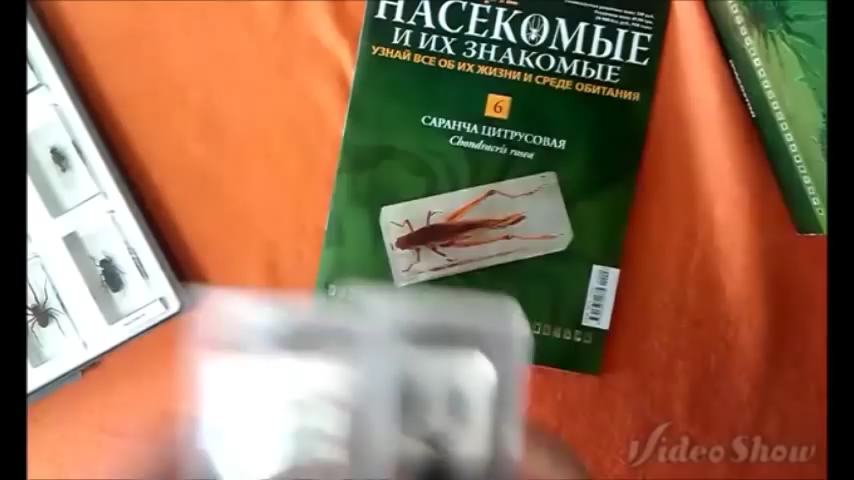 НАСЕКОМЫЕ
И ИХ ЗНАКОМЫЕ
УЗНАЙ ВСЕ ОБ ИХ ЖИЗНИ И СРЕДЕ ОБИТАНИЯ
6
САРАНЧА ЦИТРУСОВАЯ
Chondracris rosea
VideoShow